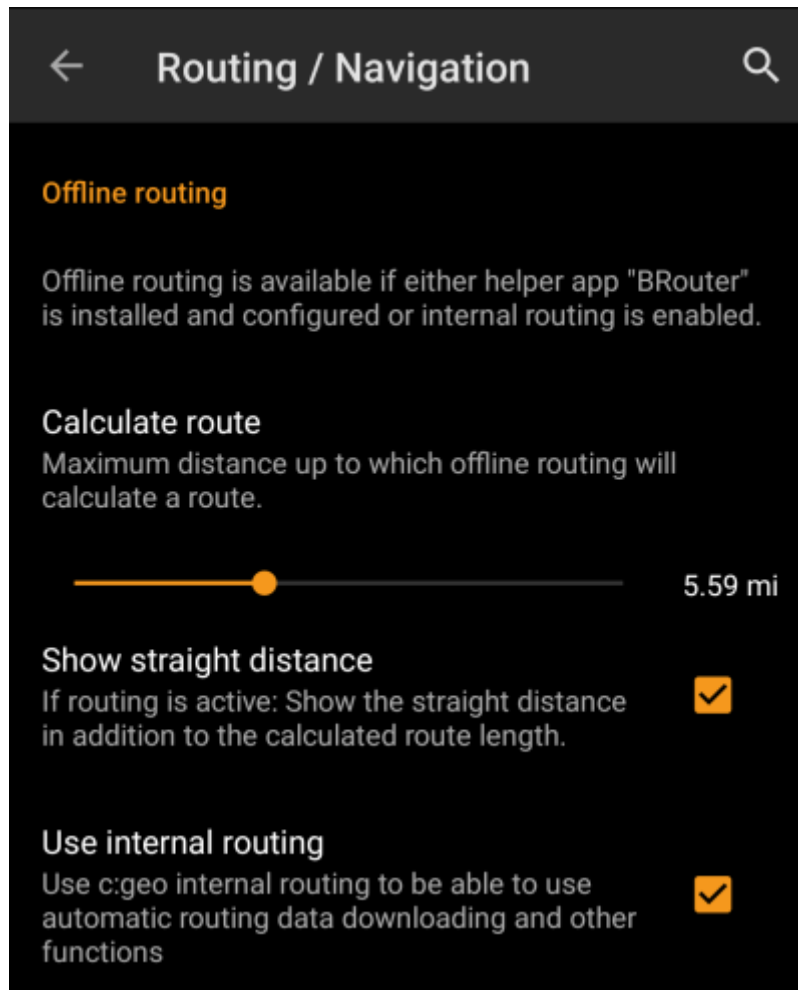 Routing / Navigation
Offline routing
Offline routing is available if either helper app "BRouter"
is installed and configured or internal routing is enabled.
Calculate route
Maximum distance up to which offline routing will
calculate a route.
5.59 mi
Show straight distance
If routing is active: Show the straight distance
in addition to the calculated route length.
Use internal routing
Use c:geo internal routing to be able to use
automatic routing data downloading and other
functions